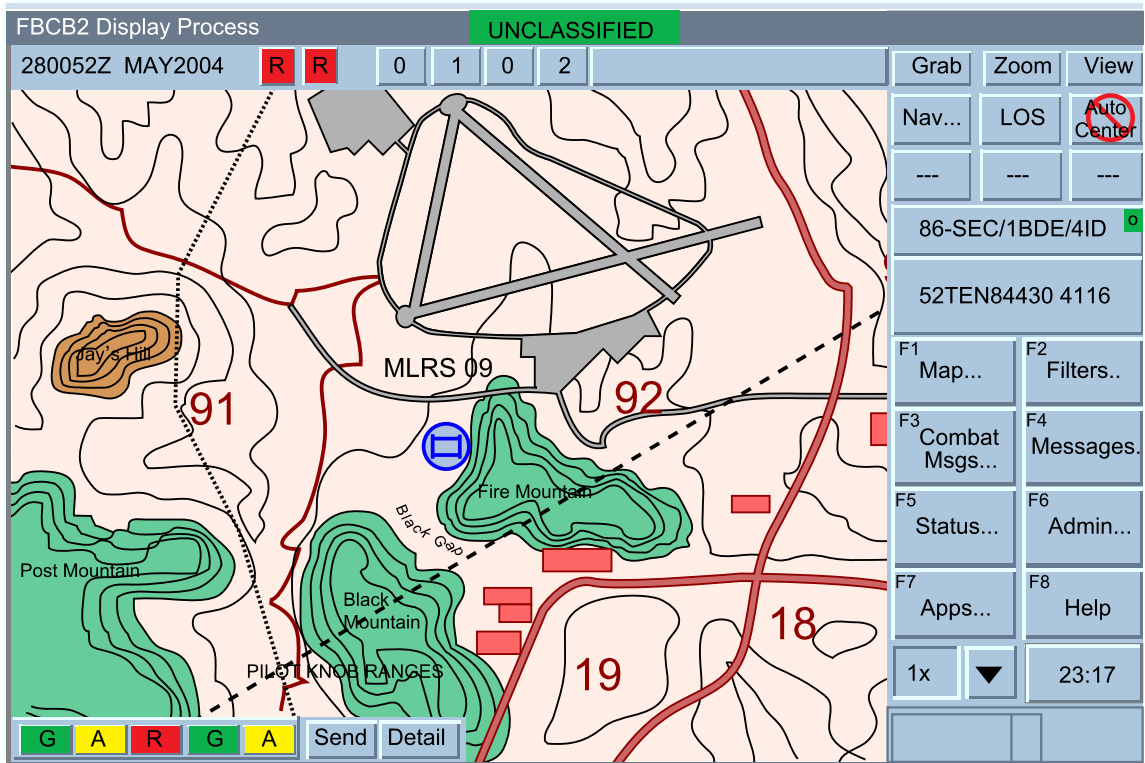 FBCB2 Display Process
UNCLASSIFIED
280052Z MAY2004
R R
0 1 0 2
Grab Zoom View
Nav... LOS Auto
Center
--- --- ---
86-SEC/1BDE/4ID
o
52TEN84430 4116
F1 Map...
F2 Filters..
F3 Combat
Msgs...
F4 Messages.
F5 Status...
F6 Admin...
F7 Apps...
F8 Help
1x
23:17
Jay's Hill
MLRS 09
91
92
Fire Mountain
Black Gap
Post Mountain
Black
Mountain
PILOT KNOB RANGES
18
19
G A R G A
Send Detail